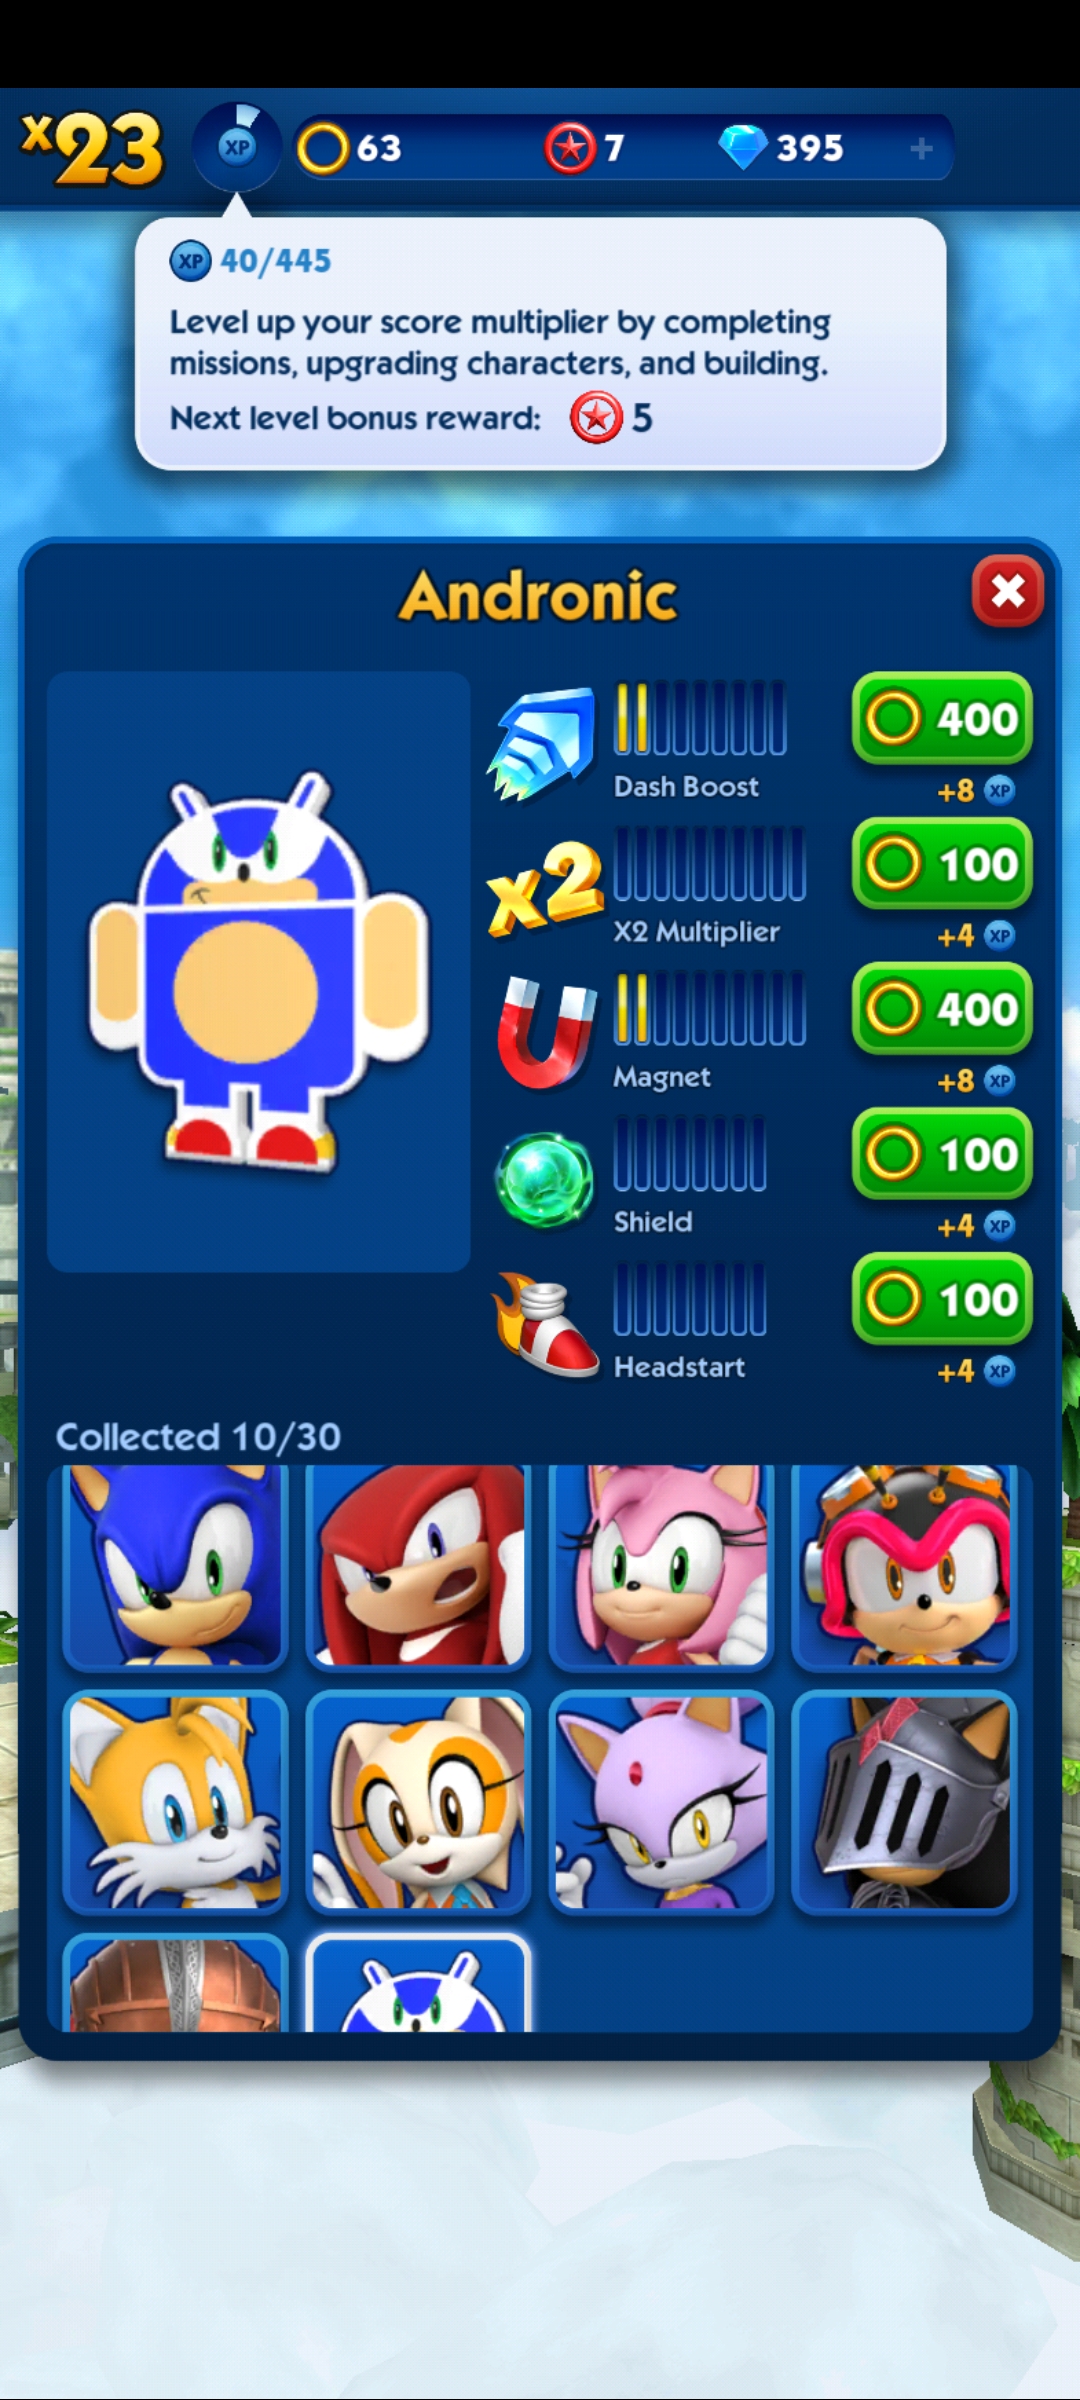 x23
XP
63
7
395
+
XP 40/445
Level up your score multiplier by completing
missions, upgrading characters, and building.
Next level bonus reward: 5
Andronic
400
Dash Boost
+8 XP
x2
100
X2 Multiplier
+4 XP
400
Magnet
+8 XP
100
Shield
+4 XP
100
Headstart
+4 XP
Collected 10/30